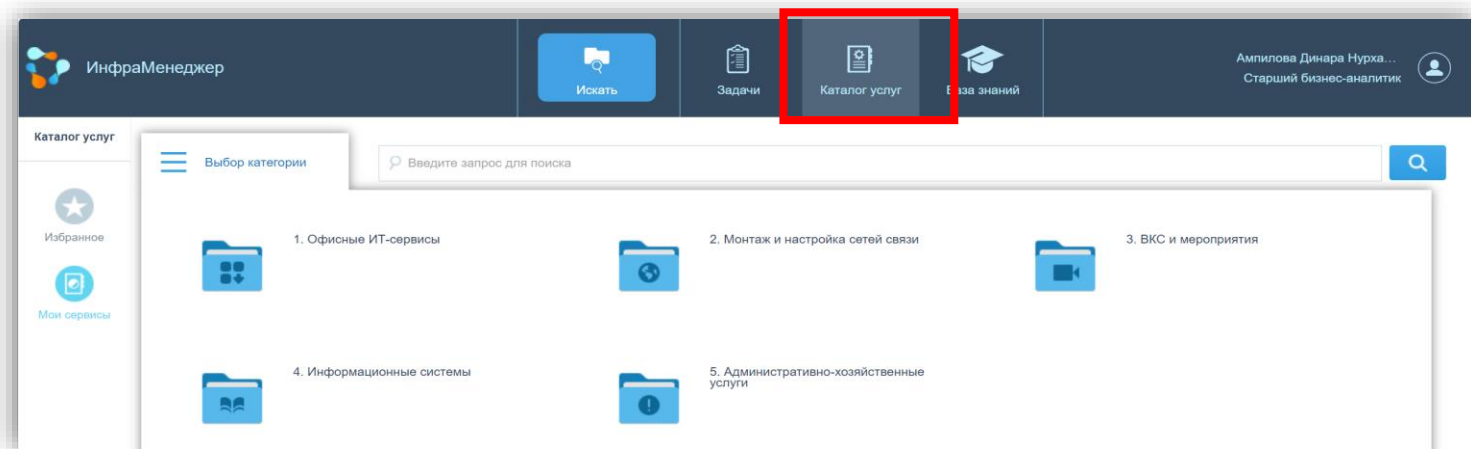 ИнфраМенеджер
Искать
Задачи
Каталог услуг
База знаний
Ампилова Динара Нурха...
Старший бизнес-аналитик
Каталог услуг
Выбор категории
Введите запрос для поиска
Избранное
Мои сервисы
1. Офисные ИТ-сервисы
2. Монтаж и настройка сетей связи
3. ВКС и мероприятия
4. Информационные системы
5. Административно-хозяйственные
услуги